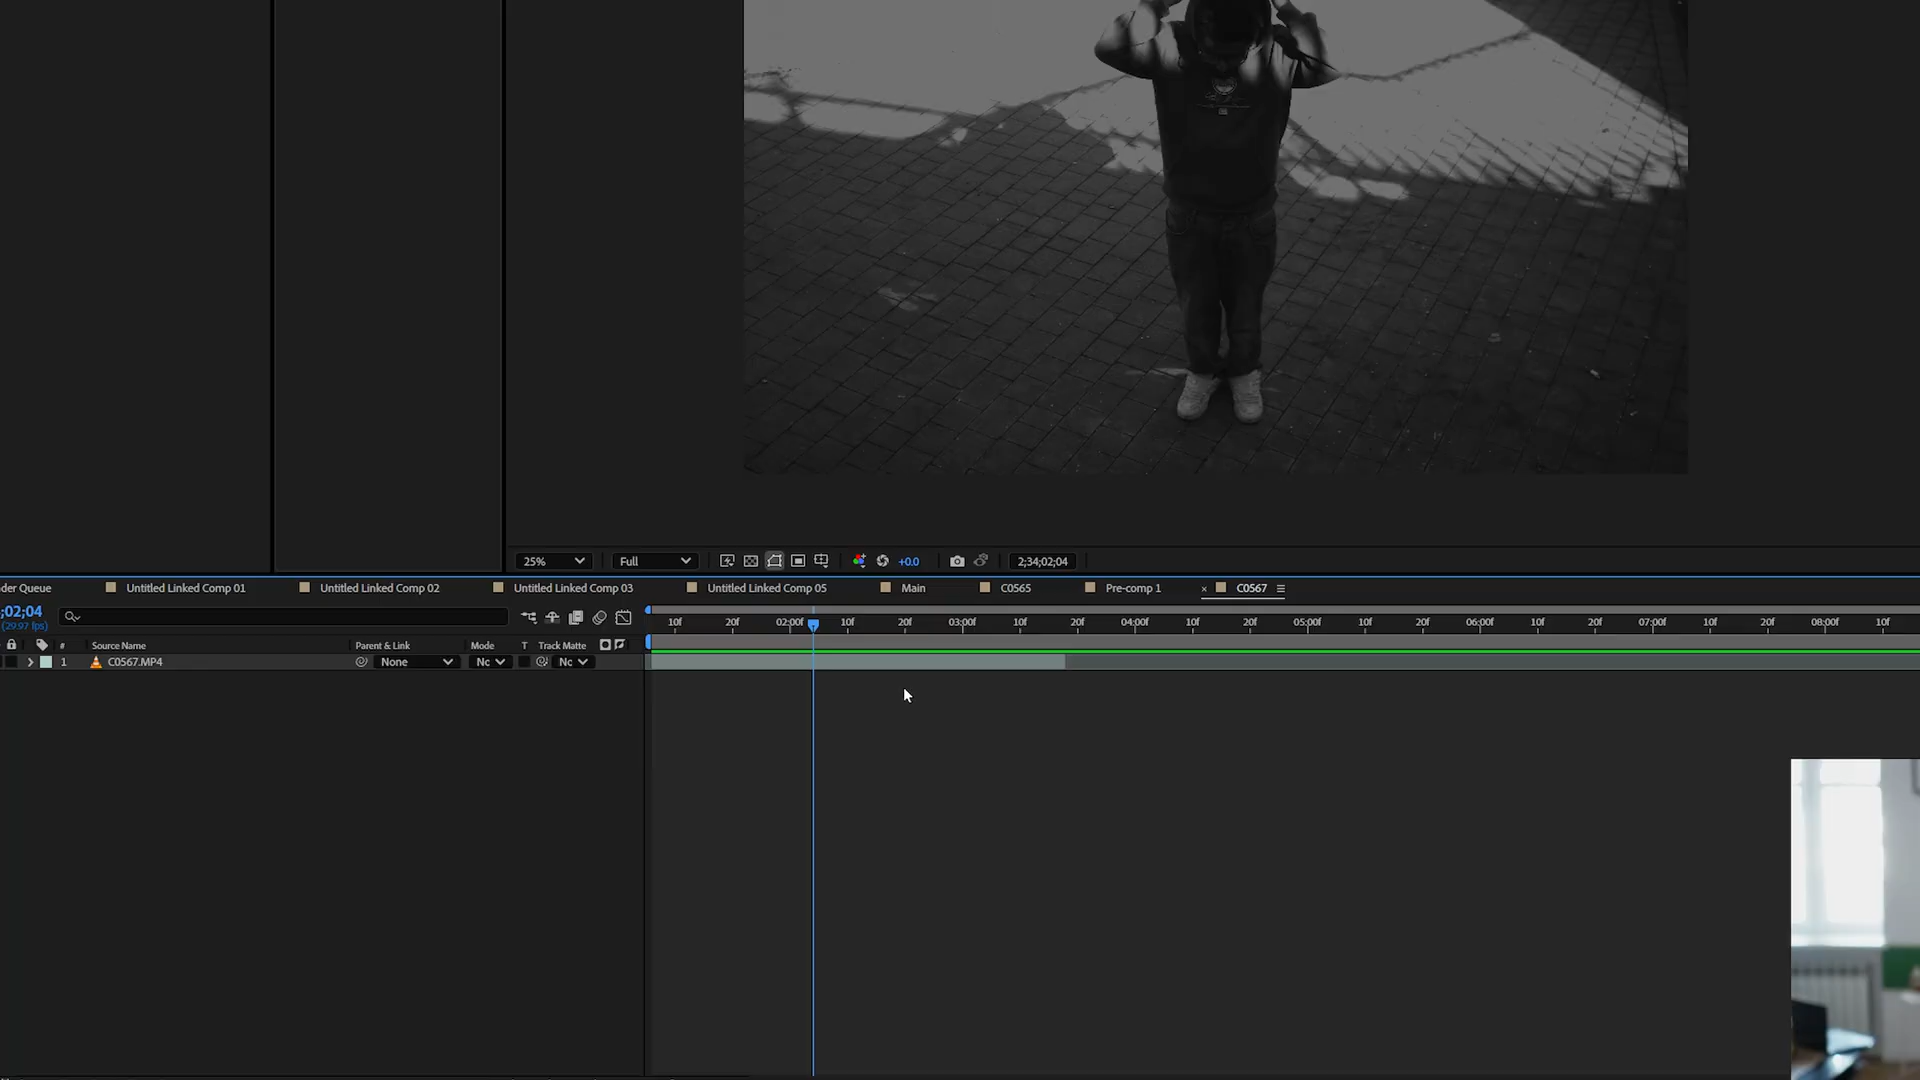 25%
Full
+0.0
2;34;02;04
der Queue
Untitled Linked Comp 01
Untitled Linked Comp 02
Untitled Linked Comp 03
Untitled Linked Comp 05
Main
C0565
Pre-comp 1
× C0567
;02;04
(29.97 fps)
10f 20f 02:00f 10f 20f 03:00f 10f 20f 04:00f 10f 20f 05:00f 10f 20f 06:00f 10f 20f 07:00f 10f 20f 08:00f 10f
# Source Name Parent & Link Mode T Track Matte
1 C0567.MP4 None Nc Nc